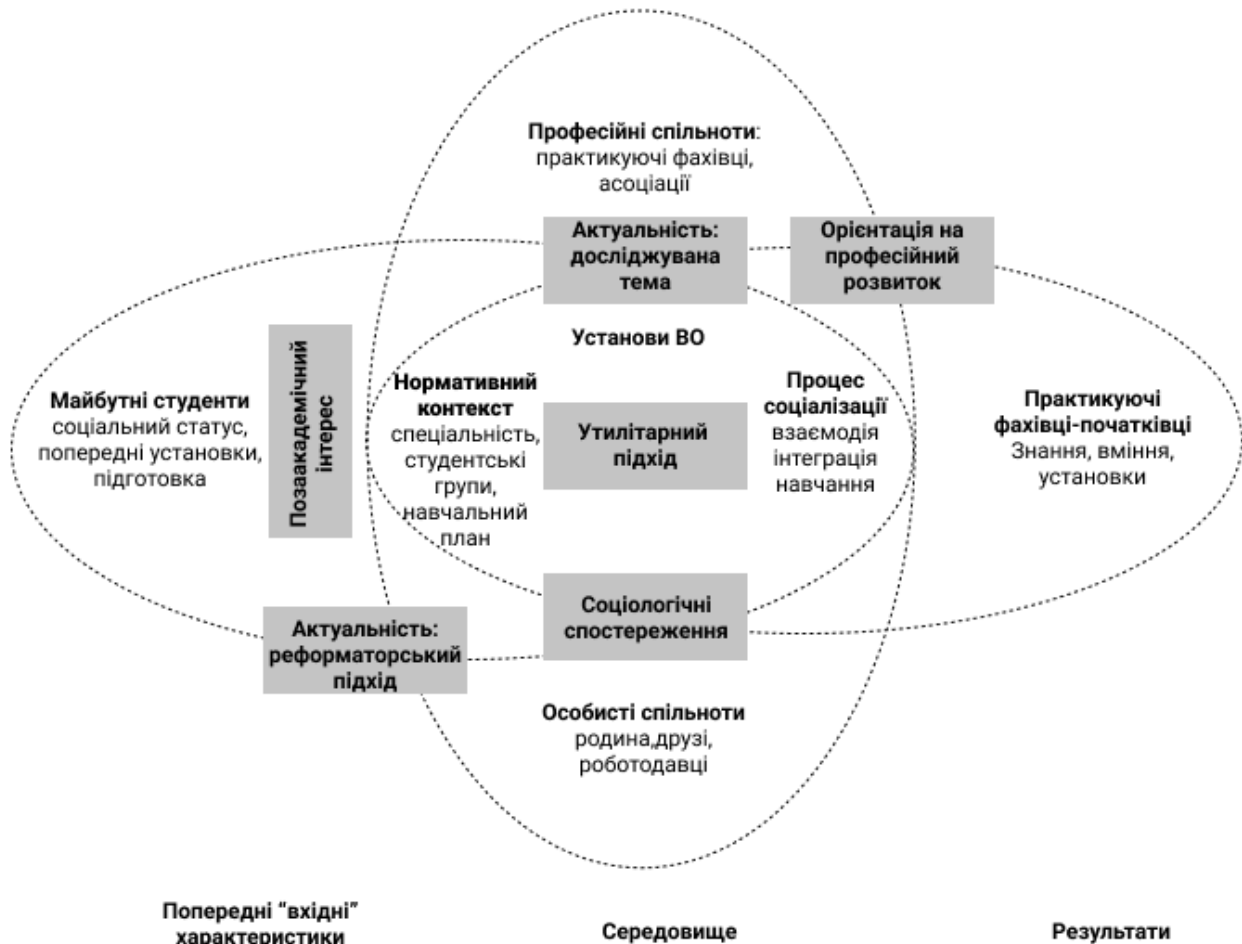 Професійні спільноти:
практикуючі фахівці,
асоціації
Актуальність:
досліджувана
тема
Орієнтація на
професійний
розвиток
Установи ВО
Майбутні студенти
соціальний статус,
попередні установки,
підготовка
Позаакадемічний
інтерес
Нормативний
контекст
спеціальність,
студентські
групи,
навчальний
план
Утилітарний
підхід
Процес
соціалізації
взаємодія
інтеграція
навчання
Практикуючі
фахівці-початківці
Знання, вміння,
установки
Актуальність:
реформаторський
підхід
Соціологічні
спостереження
Особисті спільноти
родина,друзі,
роботодавці
Попередні “вхідні”
характеристики
Середовище
Результати